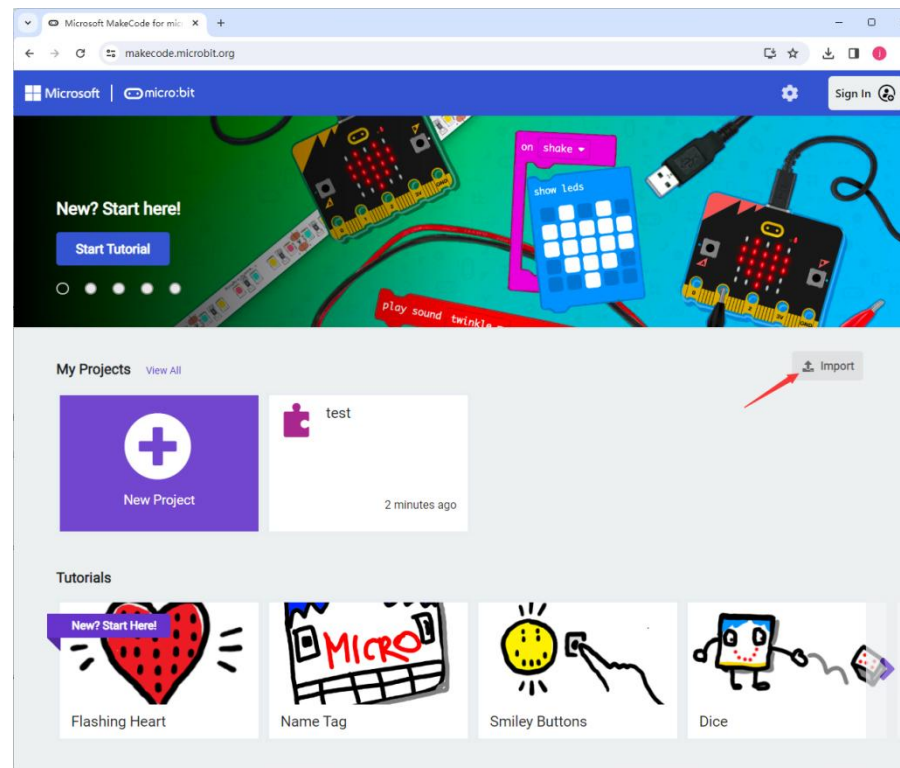 Microsoft MakeCode for mic
makecode.microbit.org
Microsoft | micro:bit
Sign In
on shake
show leds
New? Start here!
Start Tutorial
play sound twinkle
My Projects View All
Import
New Project
test
2 minutes ago
Tutorials
New? Start Here!
MICRO
Flashing Heart
Name Tag
Smiley Buttons
Dice